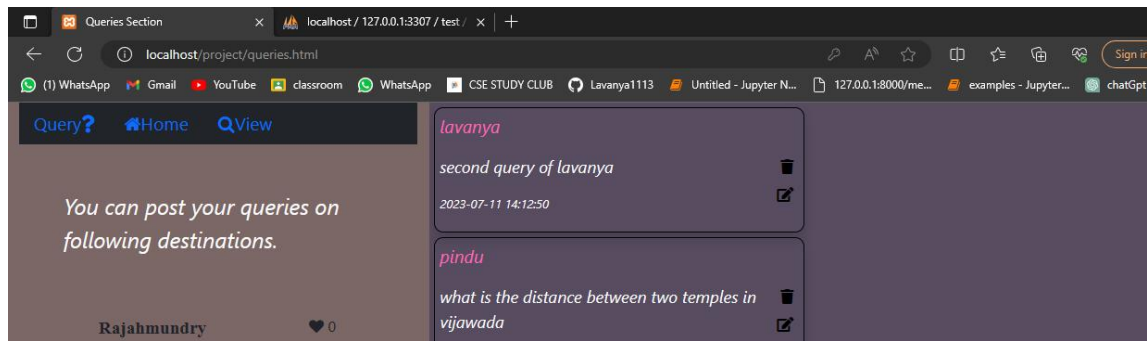 Queries Section
localhost / 127.0.0.1:3307 / test /
localhost/project/queries.html
Sign in
(1) WhatsApp Gmail YouTube classroom WhatsApp CSE STUDY CLUB Lavanya1113 Untitled - Jupyter N... 127.0.0.1:8000/me... examples - Jupyter... chatGpt
Query? Home View
You can post your queries on
following destinations.
Rajahmundry 0
lavanya
second query of lavanya
2023-07-11 14:12:50
pindu
what is the distance between two temples in
vijawada